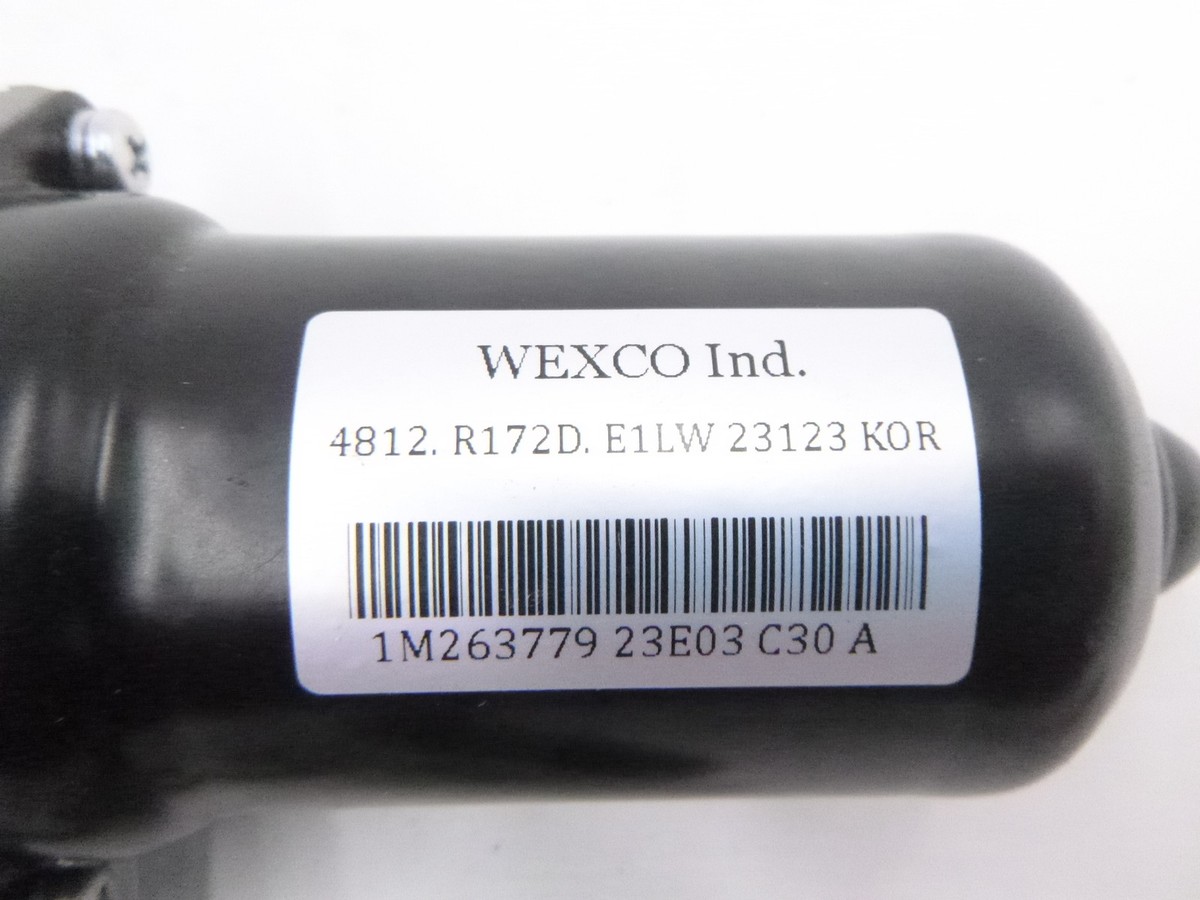 WEXCO Ind.
4812. R172D. E1LW 23123 KOR
1M263779 23E03 C30 A